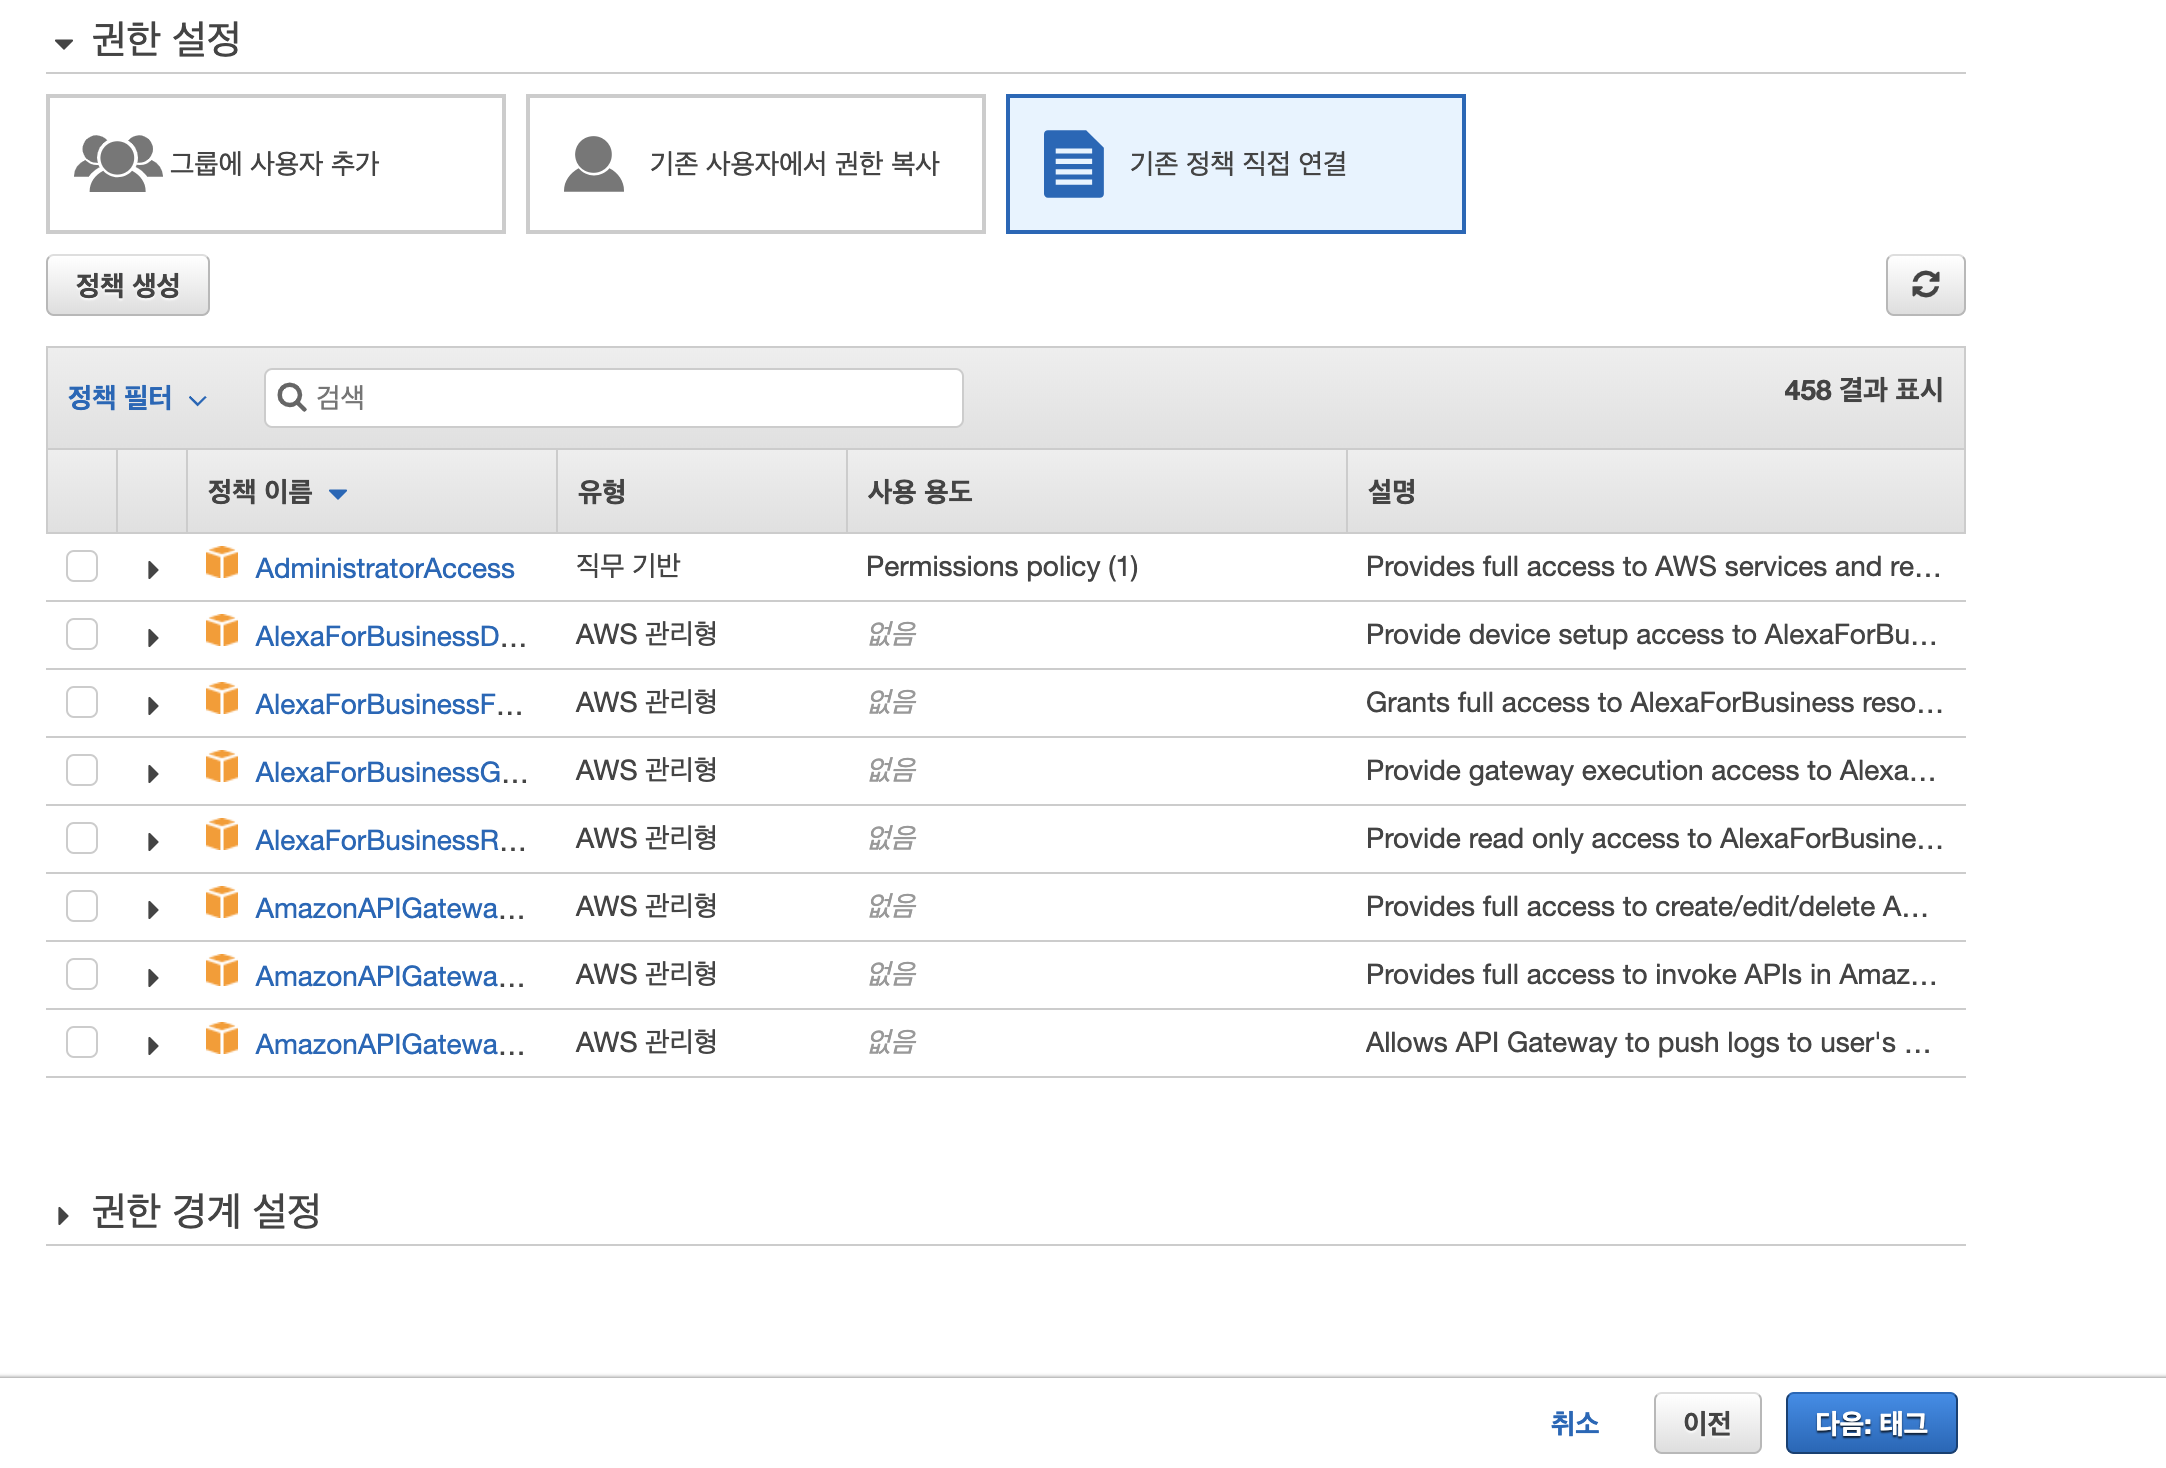 권한 설정
그룹에 사용자 추가
기존 사용자에서 권한 복사
기존 정책 직접 연결
정책 생성
정책 필터
검색
458 결과 표시
정책 이름 유형 사용 용도 설명
AdministratorAccess 직무 기반 Permissions policy (1) Provides full access to AWS services and re...
AlexaForBusinessD... AWS 관리형 없음 Provide device setup access to AlexaForBu...
AlexaForBusinessF... AWS 관리형 없음 Grants full access to AlexaForBusiness reso...
AlexaForBusinessG... AWS 관리형 없음 Provide gateway execution access to Alexa...
AlexaForBusinessR... AWS 관리형 없음 Provide read only access to AlexaForBusine...
AmazonAPIGatewa... AWS 관리형 없음 Provides full access to create/edit/delete A...
AmazonAPIGatewa... AWS 관리형 없음 Provides full access to invoke APIs in Amaz...
AmazonAPIGatewa... AWS 관리형 없음 Allows API Gateway to push logs to user's ...
권한 경계 설정
취소
이전
다음: 태그